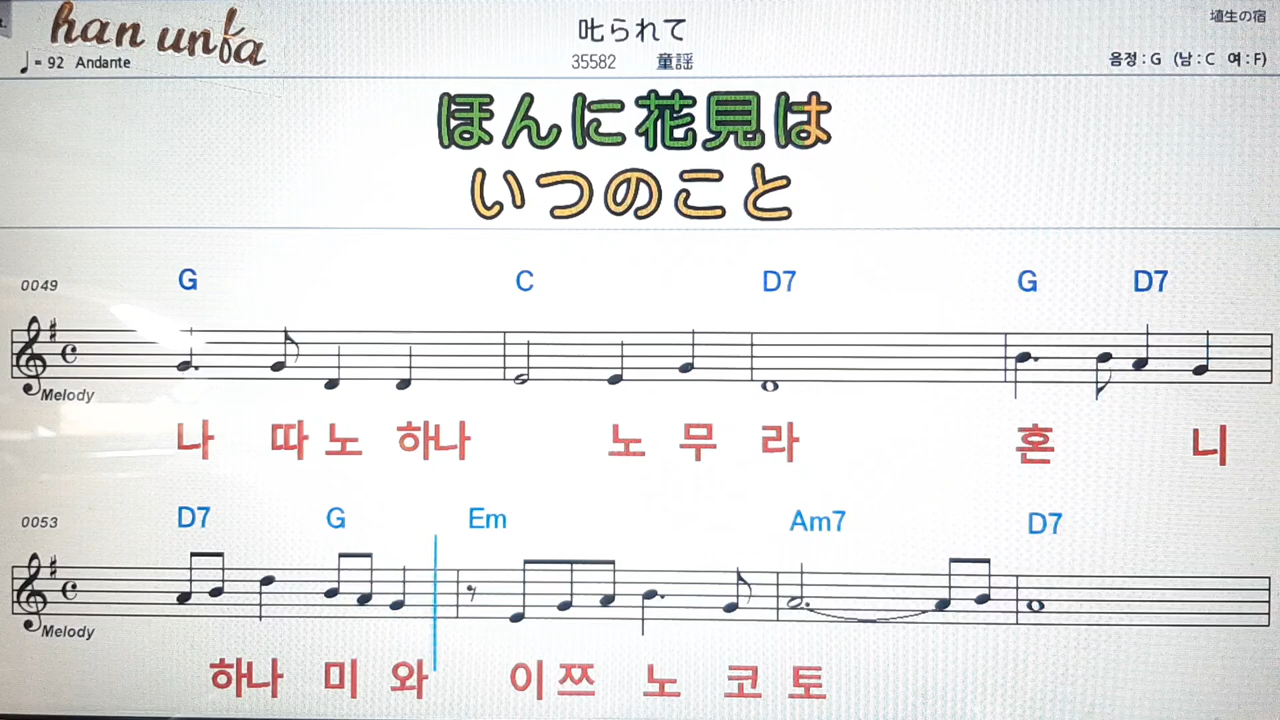 han unfa
叱られて
埴生の宿
♩= 92 Andante
35582 童謡
음정 : G (남 : C 여 : F)
ほんに花見は
いつのこと
0049 G C D7 G D7
Melody
나 따 노 하나 노 무 라 혼 니
0053 D7 G Em Am7 D7
Melody
하나 미 와 이 쯔 노 코 토